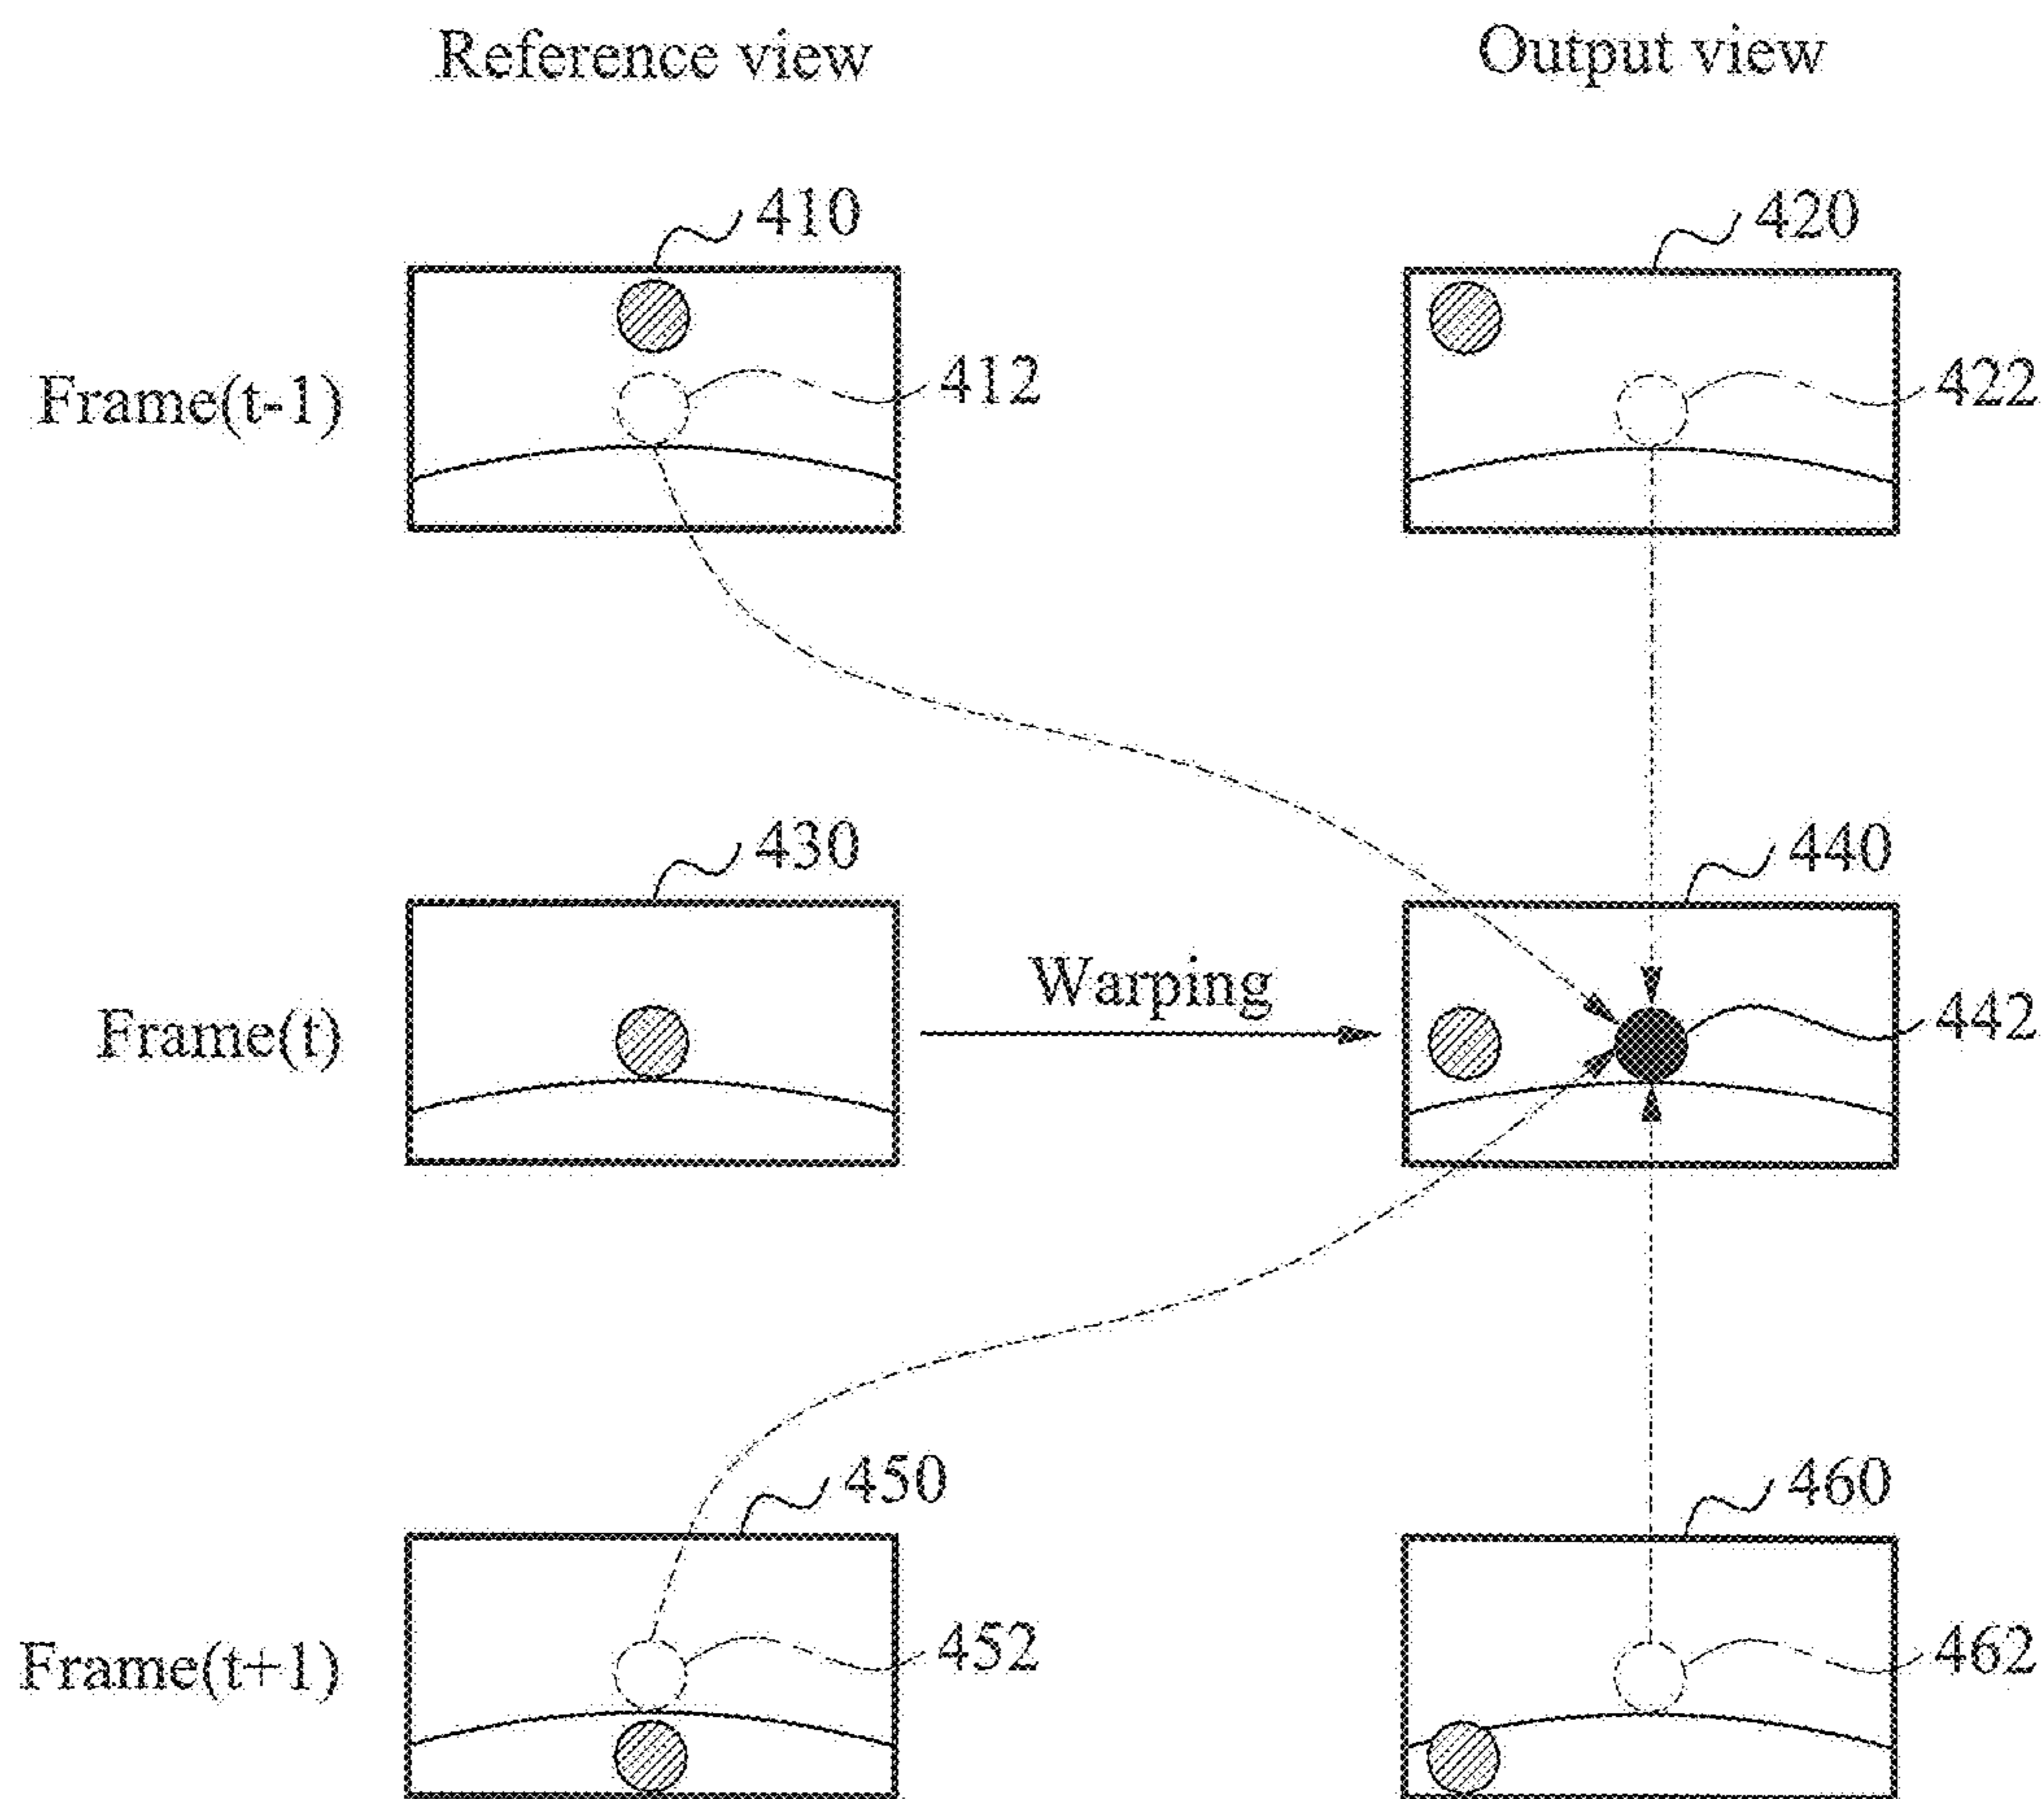 Reference view
Output view
410
420
Frame(t-1)
412
422
430
440
Warping
Frame(t)
442
450
460
Frame(t+1)
452
462